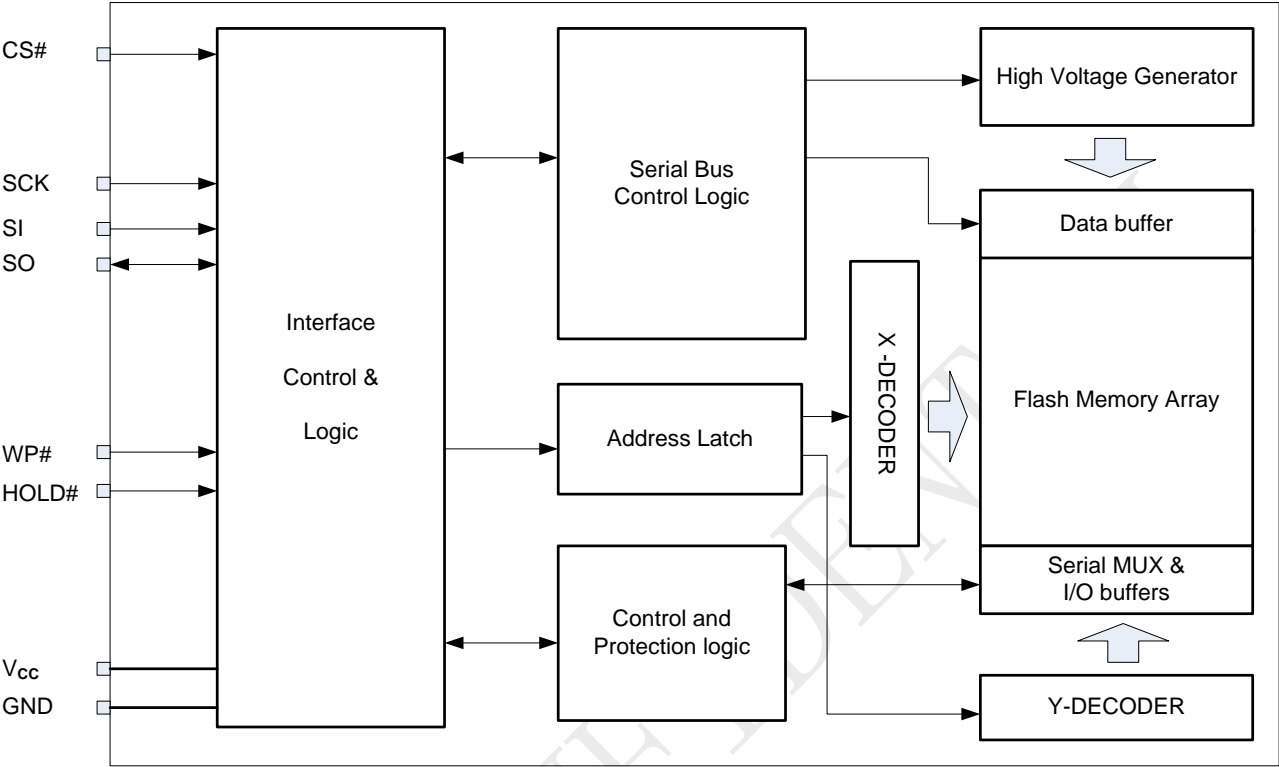 CS#
SCK
SI
SO
WP#
HOLD#
Vcc
GND
Interface
Control &
Logic
Serial Bus
Control Logic
Address Latch
Control and
Protection logic
X -DECODER
High Voltage Generator
Data buffer
Flash Memory Array
Serial MUX &
I/O buffers
Y-DECODER